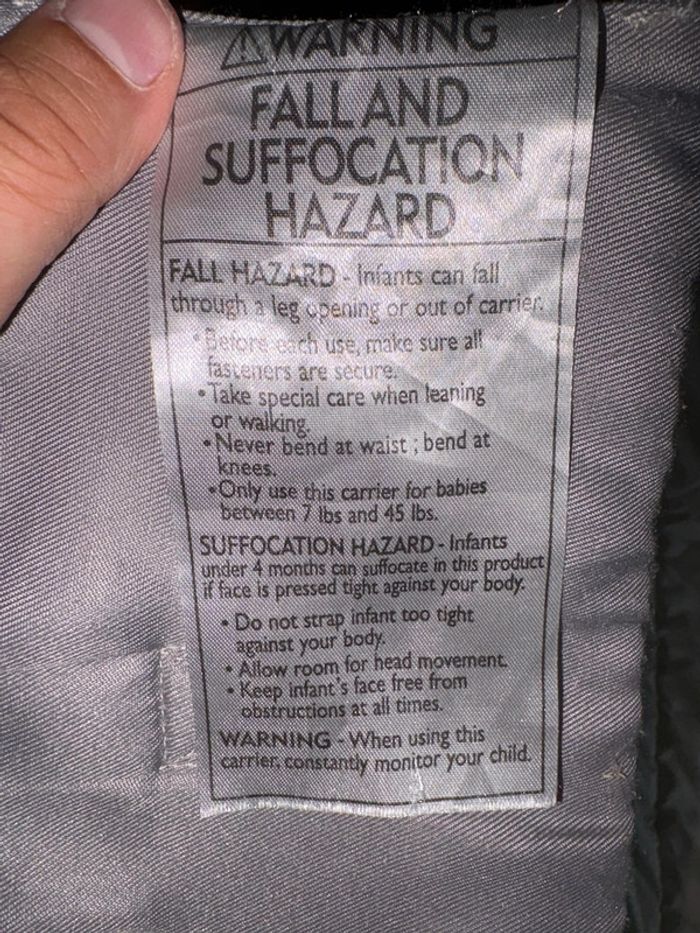 ⚠WARNING
FALL AND
SUFFOCATION
HAZARD
FALL HAZARD - Infants can fall
through a leg opening or out of carrier.
• Before each use, make sure all
fasteners are secure.
• Take special care when leaning
or walking.
• Never bend at waist ; bend at
knees.
• Only use this carrier for babies
between 7 lbs and 45 lbs.
SUFFOCATION HAZARD - Infants
under 4 months can suffocate in this product
if face is pressed tight against your body.
• Do not strap infant too tight
against your body.
• Allow room for head movement.
• Keep infant's face free from
obstructions at all times.
WARNING - When using this
carrier, constantly monitor your child.